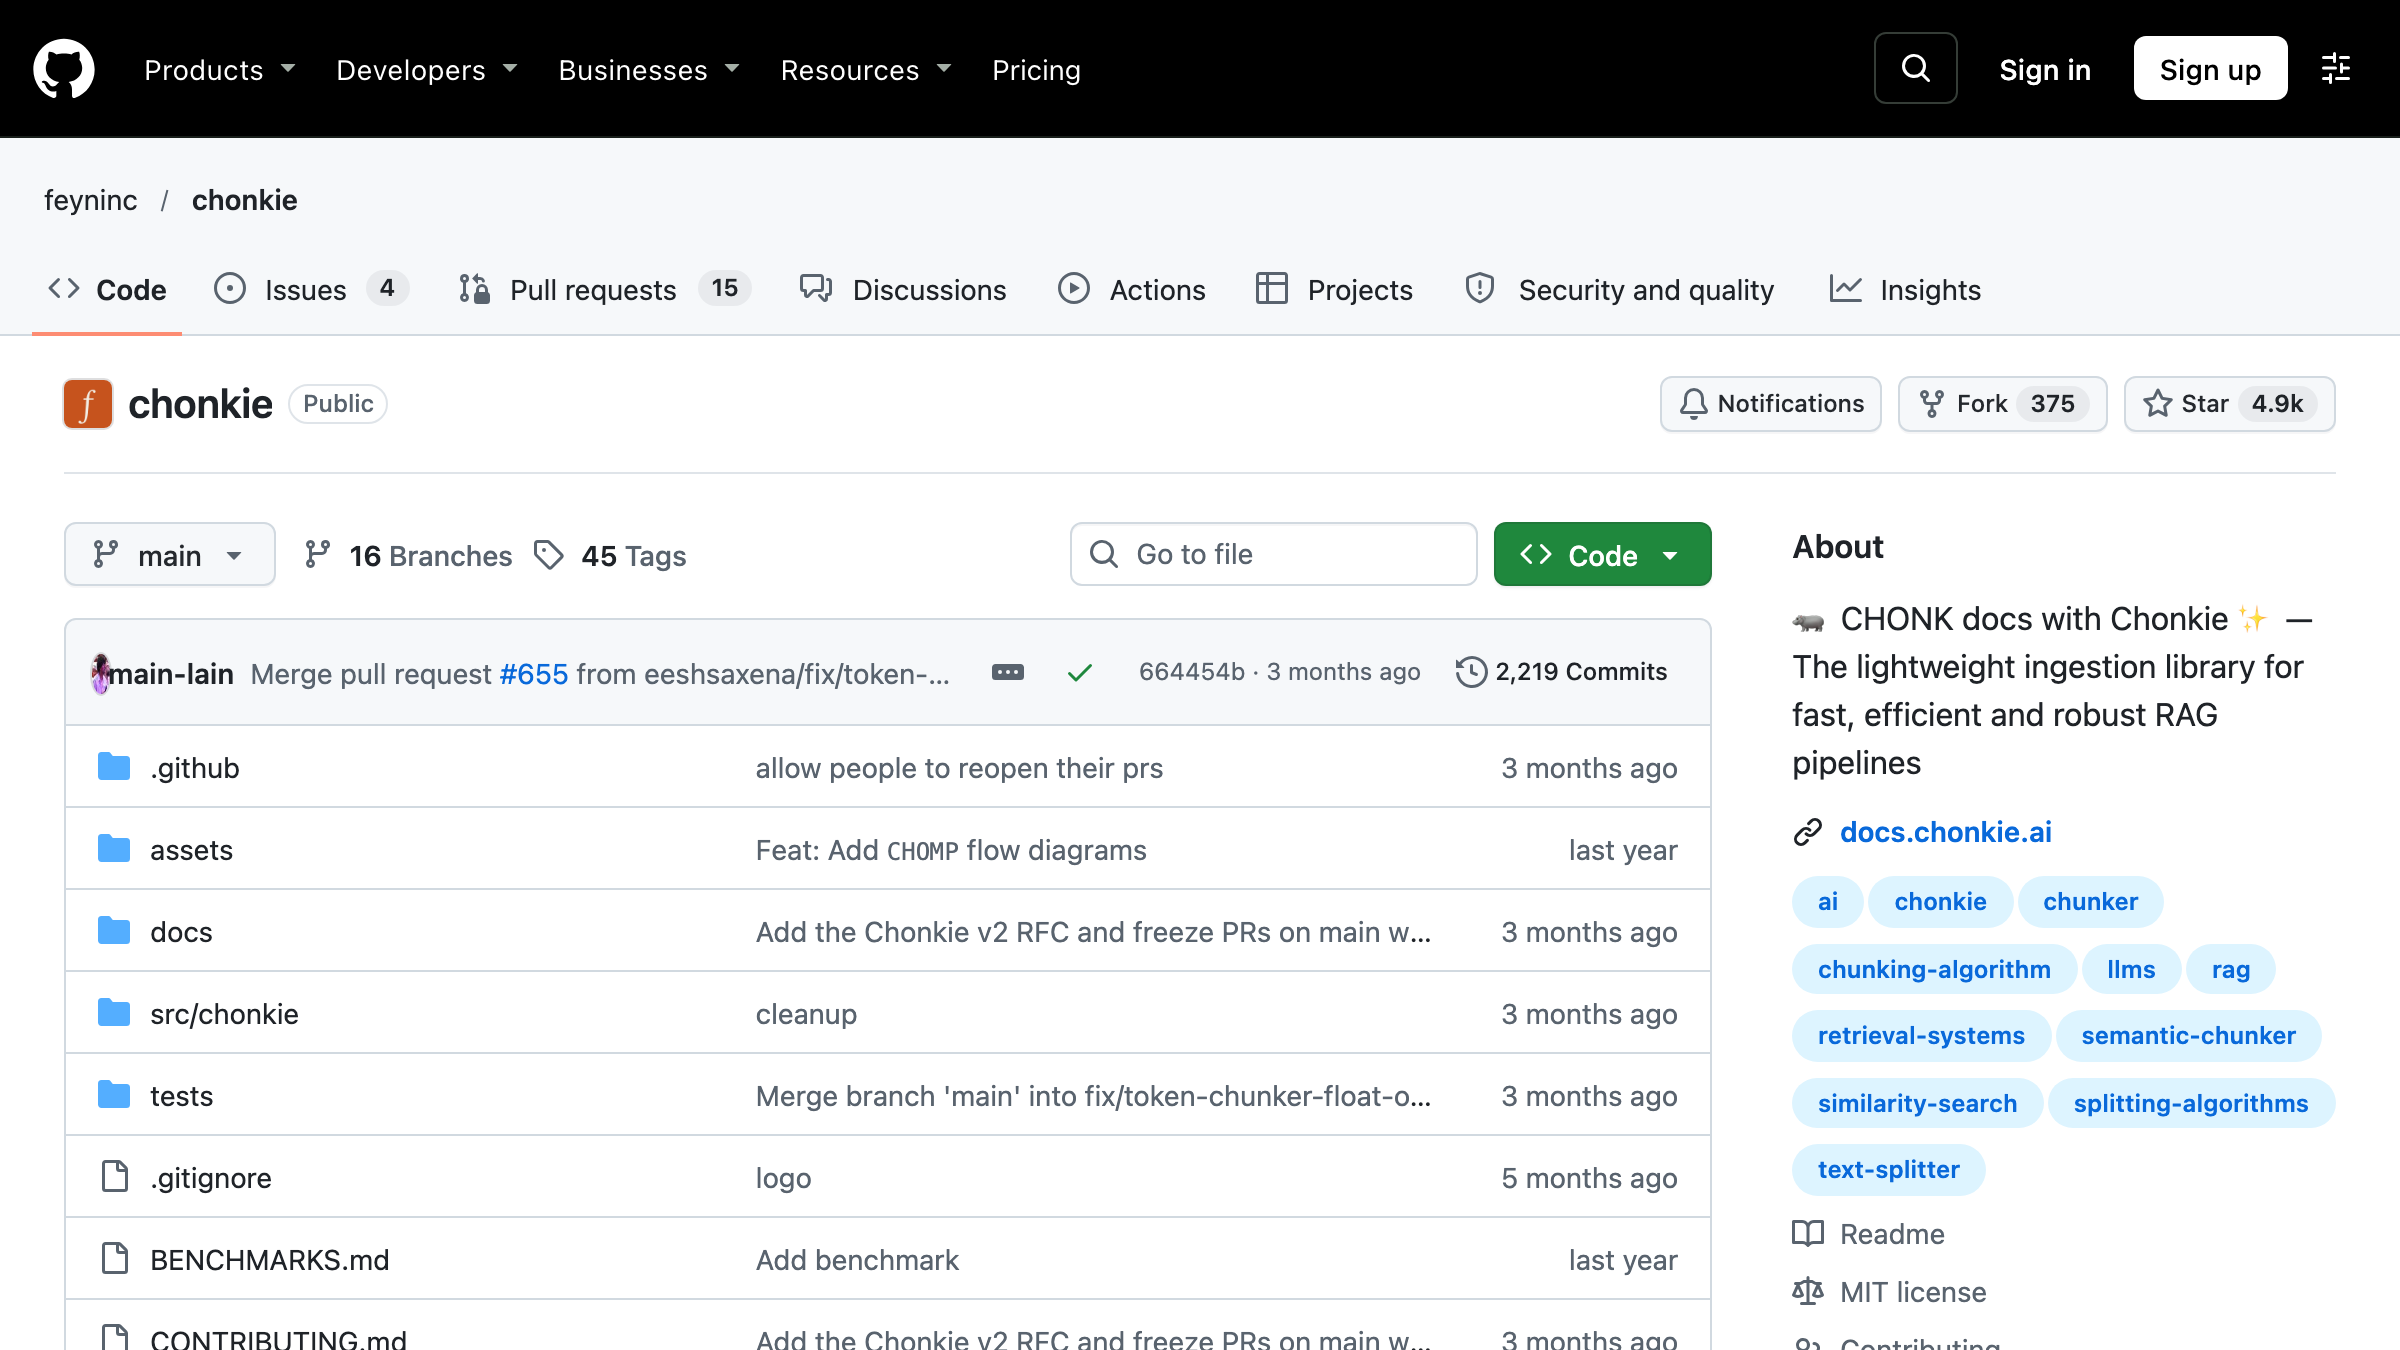 Products Developers Businesses Resources Pricing Sign in Sign up
feyninc / chonkie
Code Issues 4 Pull requests 15 Discussions Actions Projects Security and quality Insights
f chonkie Public Notifications Fork 375 Star 4.9k
main 16 Branches 45 Tags Go to file Code
main-lain Merge pull request #655 from eeshsaxena/fix/token-... 664454b · 3 months ago 2,219 Commits
.github allow people to reopen their prs 3 months ago
assets Feat: Add CHOMP flow diagrams last year
docs Add the Chonkie v2 RFC and freeze PRs on main w... 3 months ago
src/chonkie cleanup 3 months ago
tests Merge branch 'main' into fix/token-chunker-float-o... 3 months ago
.gitignore logo 5 months ago
BENCHMARKS.md Add benchmark last year
CONTRIBUTING.md Add the Chonkie v2 RFC and freeze PRs on main w... 3 months ago
About
🦛 CHONK docs with Chonkie ✨ —
The lightweight ingestion library for
fast, efficient and robust RAG
pipelines
docs.chonkie.ai
ai chonkie chunker
chunking-algorithm llms rag
retrieval-systems semantic-chunker
similarity-search splitting-algorithms
text-splitter
Readme
MIT license
Contributing